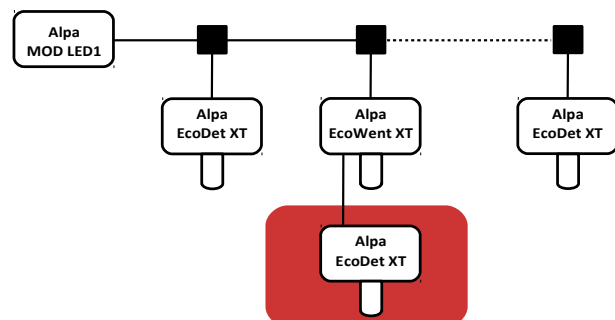 Alpa
MOD LED1
Alpa
EcoDet XT
Alpa
EcoWent XT
Alpa
EcoDet XT
Alpa
EcoDet XT